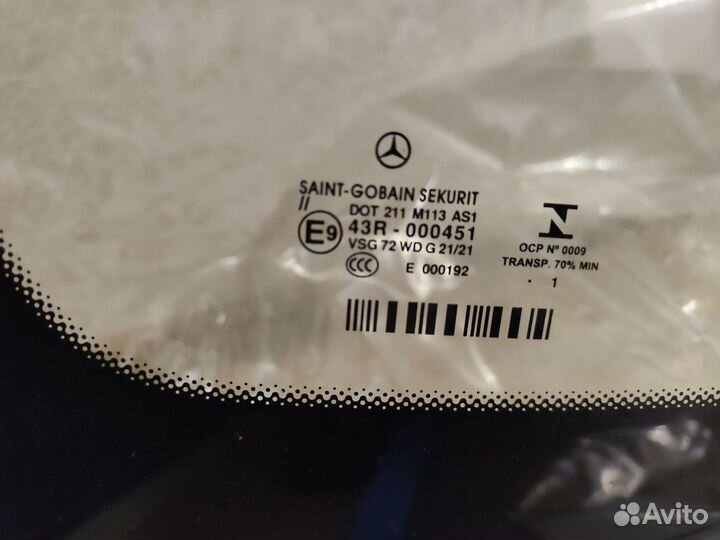 SAINT-GOBAIN SEKURIT
//
DOT 211 M113 AS1
E9
43R - 000451
VSG 72 WD G 21/21
CCC
E 000192
N
OCP Nº 0009
TRANSP. 70% MIN
. 1
Avito